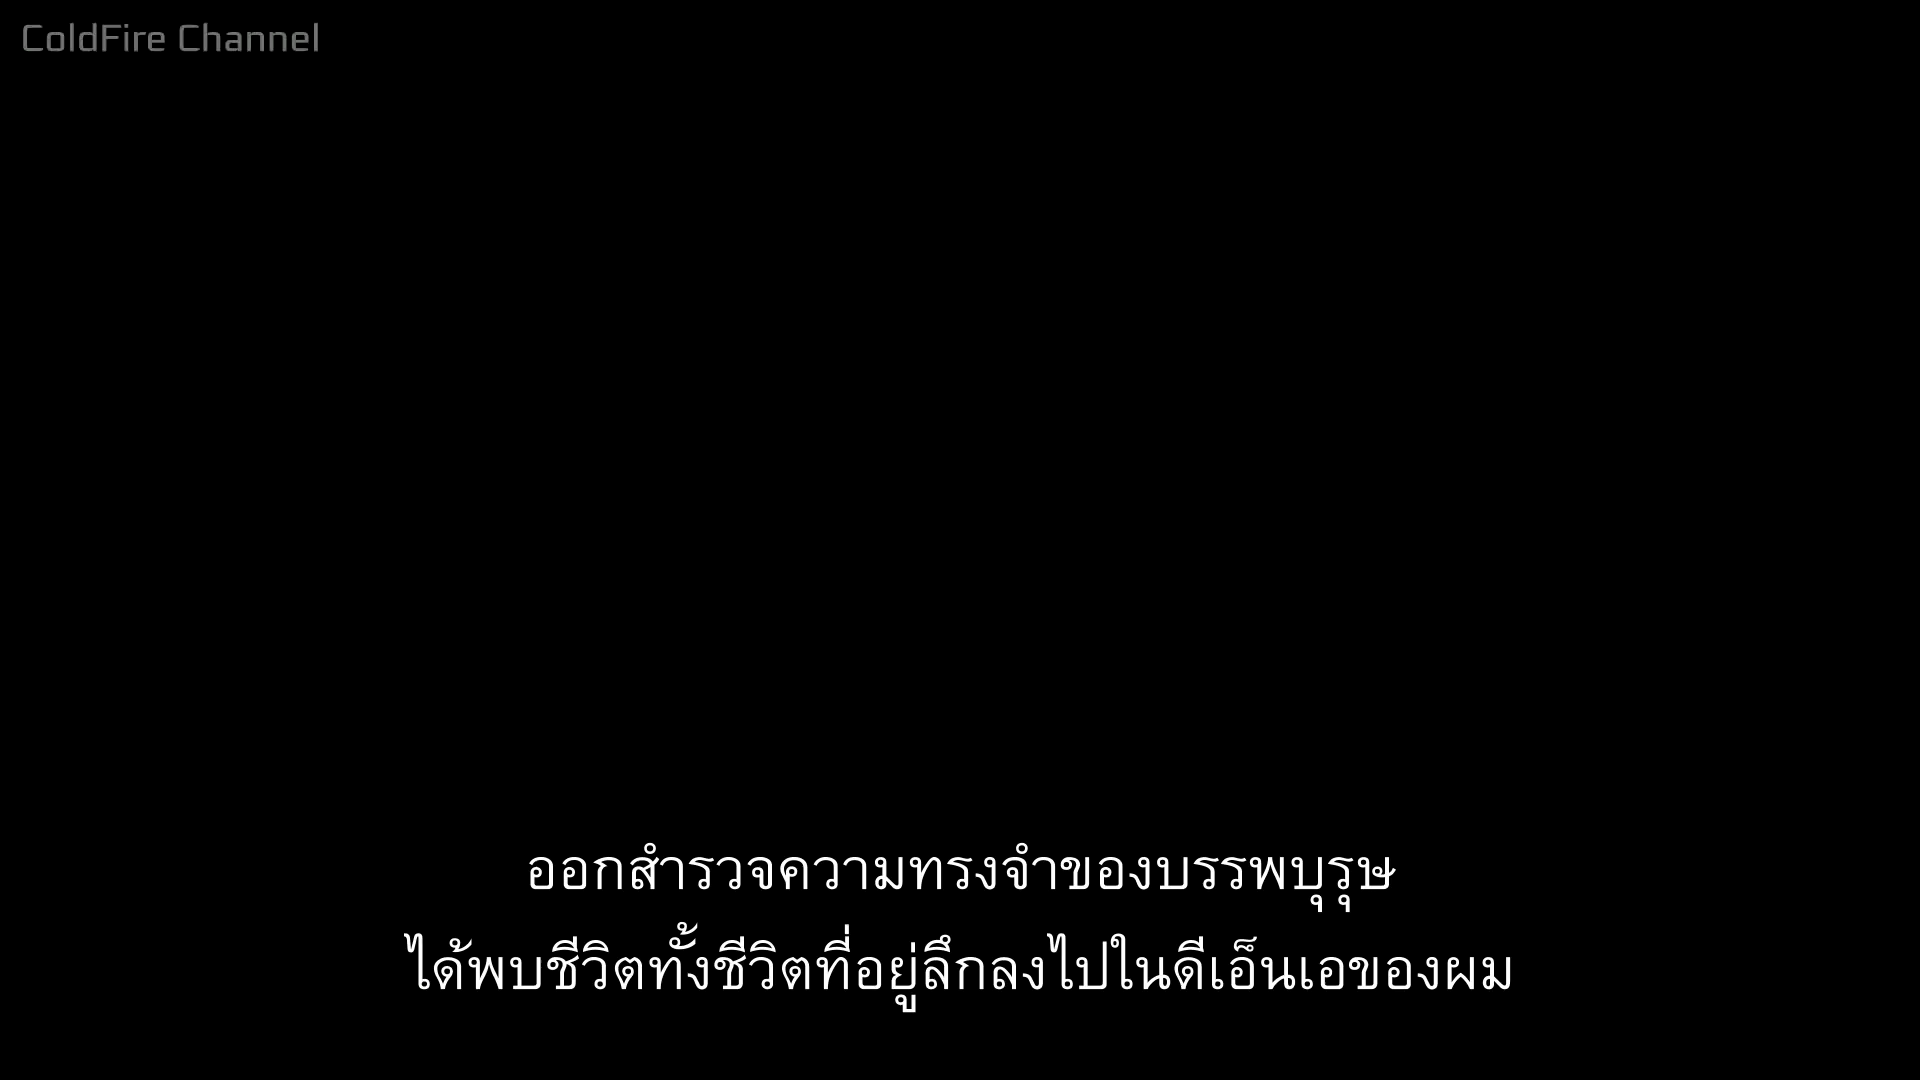 ColdFire Channel
ออกสำรวจความทรงจำของบรรพบุรุษ
ได้พบชีวิตทั้งชีวิตที่อยู่ลึกลงไปในดีเอ็นเอของผม